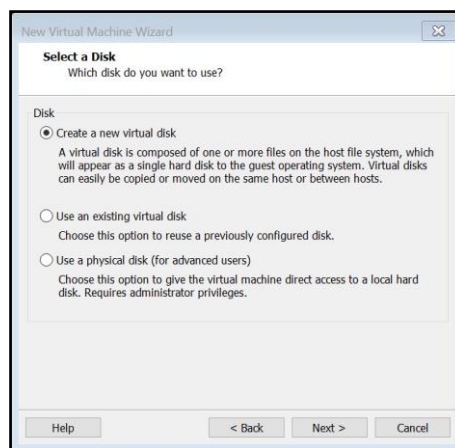 New Virtual Machine Wizard
Select a Disk
Which disk do you want to use?
Disk
Create a new virtual disk
A virtual disk is composed of one or more files on the host file system, which
will appear as a single hard disk to the guest operating system. Virtual disks
can easily be copied or moved on the same host or between hosts.
Use an existing virtual disk
Choose this option to reuse a previously configured disk.
Use a physical disk (for advanced users)
Choose this option to give the virtual machine direct access to a local hard
disk. Requires administrator privileges.
Help < Back Next > Cancel